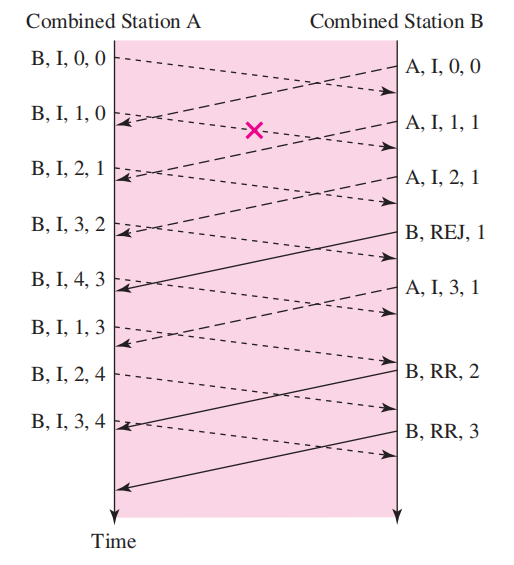 Combined Station A
Combined Station B
B, I, 0, 0
A, I, 0, 0
B, I, 1, 0
A, I, 1, 1
B, I, 2, 1
A, I, 2, 1
B, I, 3, 2
B, REJ, 1
B, I, 4, 3
A, I, 3, 1
B, I, 1, 3
B, I, 2, 4
B, RR, 2
B, I, 3, 4
B, RR, 3
Time